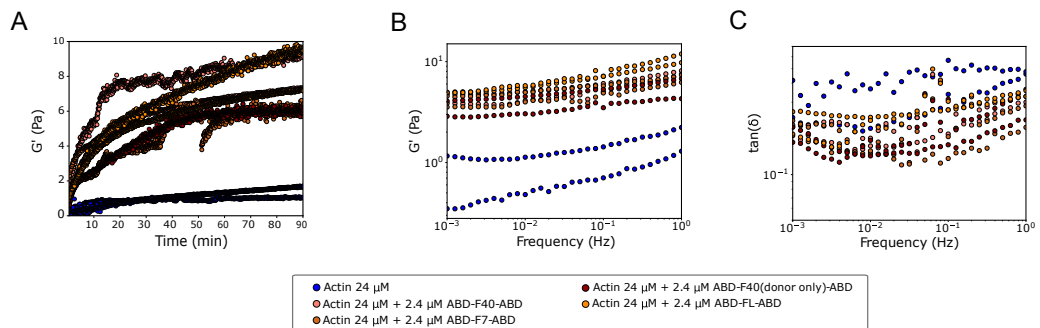 A
B
C
10
8
6
4
2
0
G' (Pa)
10 20 30 40 50 60 70 80 90
Time (min)
10¹
10⁰
G' (Pa)
10⁻³ 10⁻² 10⁻¹ 10⁰
Frequency (Hz)
10⁻¹
tan(δ)
10⁻³ 10⁻² 10⁻¹ 10⁰
Frequency (Hz)
Actin 24 μM
Actin 24 μM + 2.4 μM ABD-F40-ABD
Actin 24 μM + 2.4 μM ABD-F7-ABD
Actin 24 μM + 2.4 μM ABD-F40(donor only)-ABD
Actin 24 μM + 2.4 μM ABD-FL-ABD